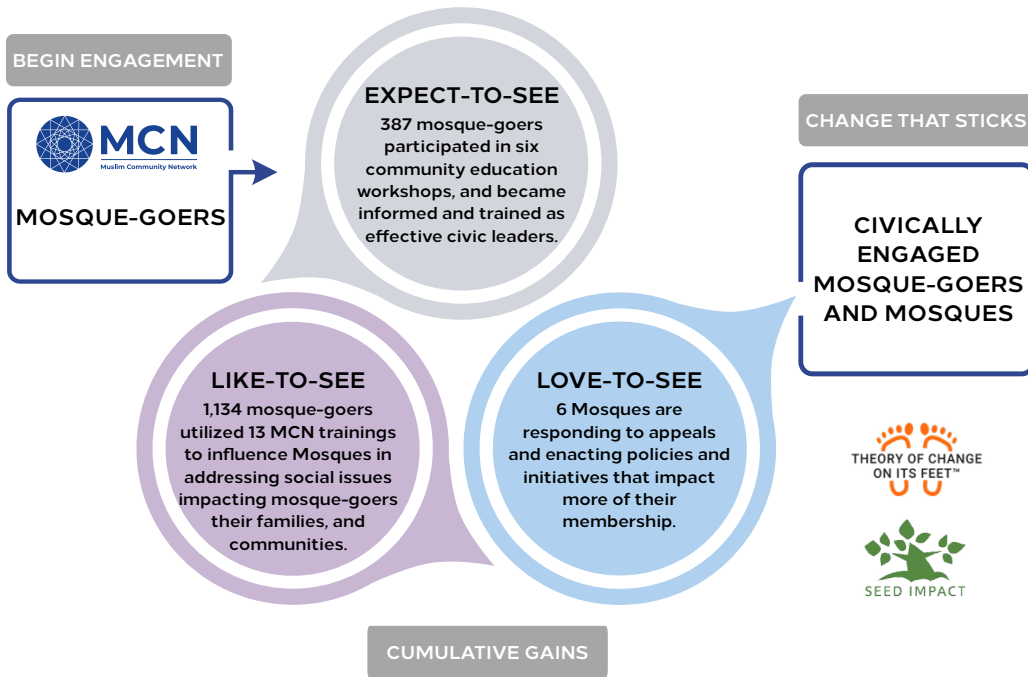 BEGIN ENGAGEMENT
MCN
Muslim Community Network
MOSQUE-GOERS
EXPECT-TO-SEE
387 mosque-goers
participated in six
community education
workshops, and became
informed and trained as
effective civic leaders.
LIKE-TO-SEE
1,134 mosque-goers
utilized 13 MCN trainings
to influence Mosques in
addressing social issues
impacting mosque-goers
their families, and
communities.
LOVE-TO-SEE
6 Mosques are
responding to appeals
and enacting policies and
initiatives that impact
more of their
membership.
CHANGE THAT STICKS
CIVICALLY
ENGAGED
MOSQUE-GOERS
AND MOSQUES
THEORY OF CHANGE
ON ITS FEET™
SEED IMPACT
CUMULATIVE GAINS